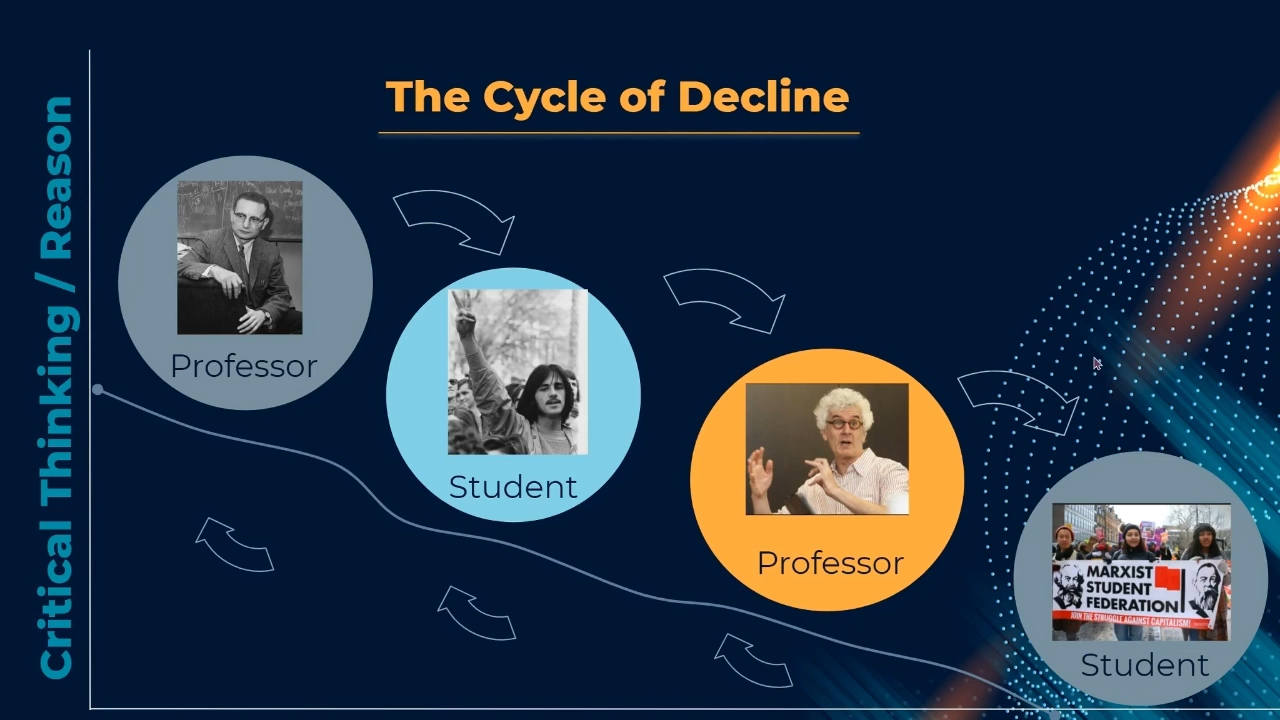 The Cycle of Decline
Critical Thinking / Reason
Professor
Student
Professor
MARXIST
STUDENT
FEDERATION
JOIN THE STRUGGLE AGAINST CAPITALISM!
Student